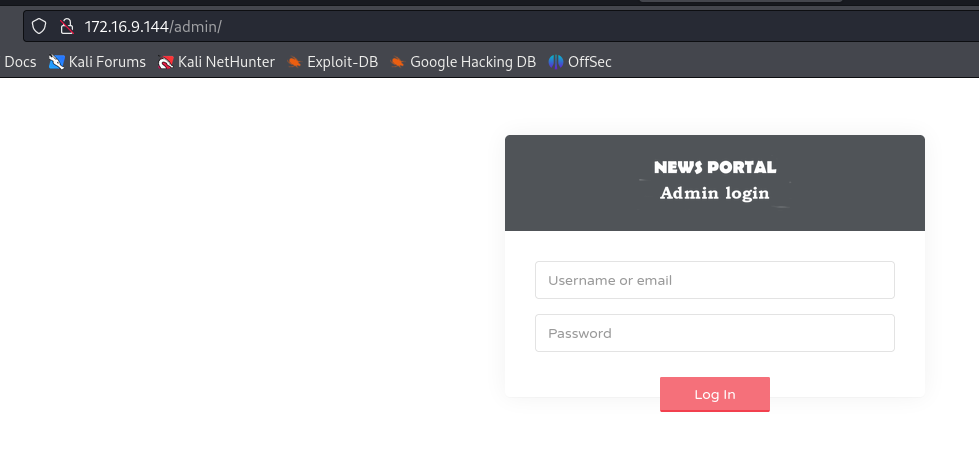 172.16.9.144/admin/
Docs Kali Forums Kali NetHunter Exploit-DB Google Hacking DB OffSec
NEWS PORTAL
Admin login
Username or email
Password
Log In